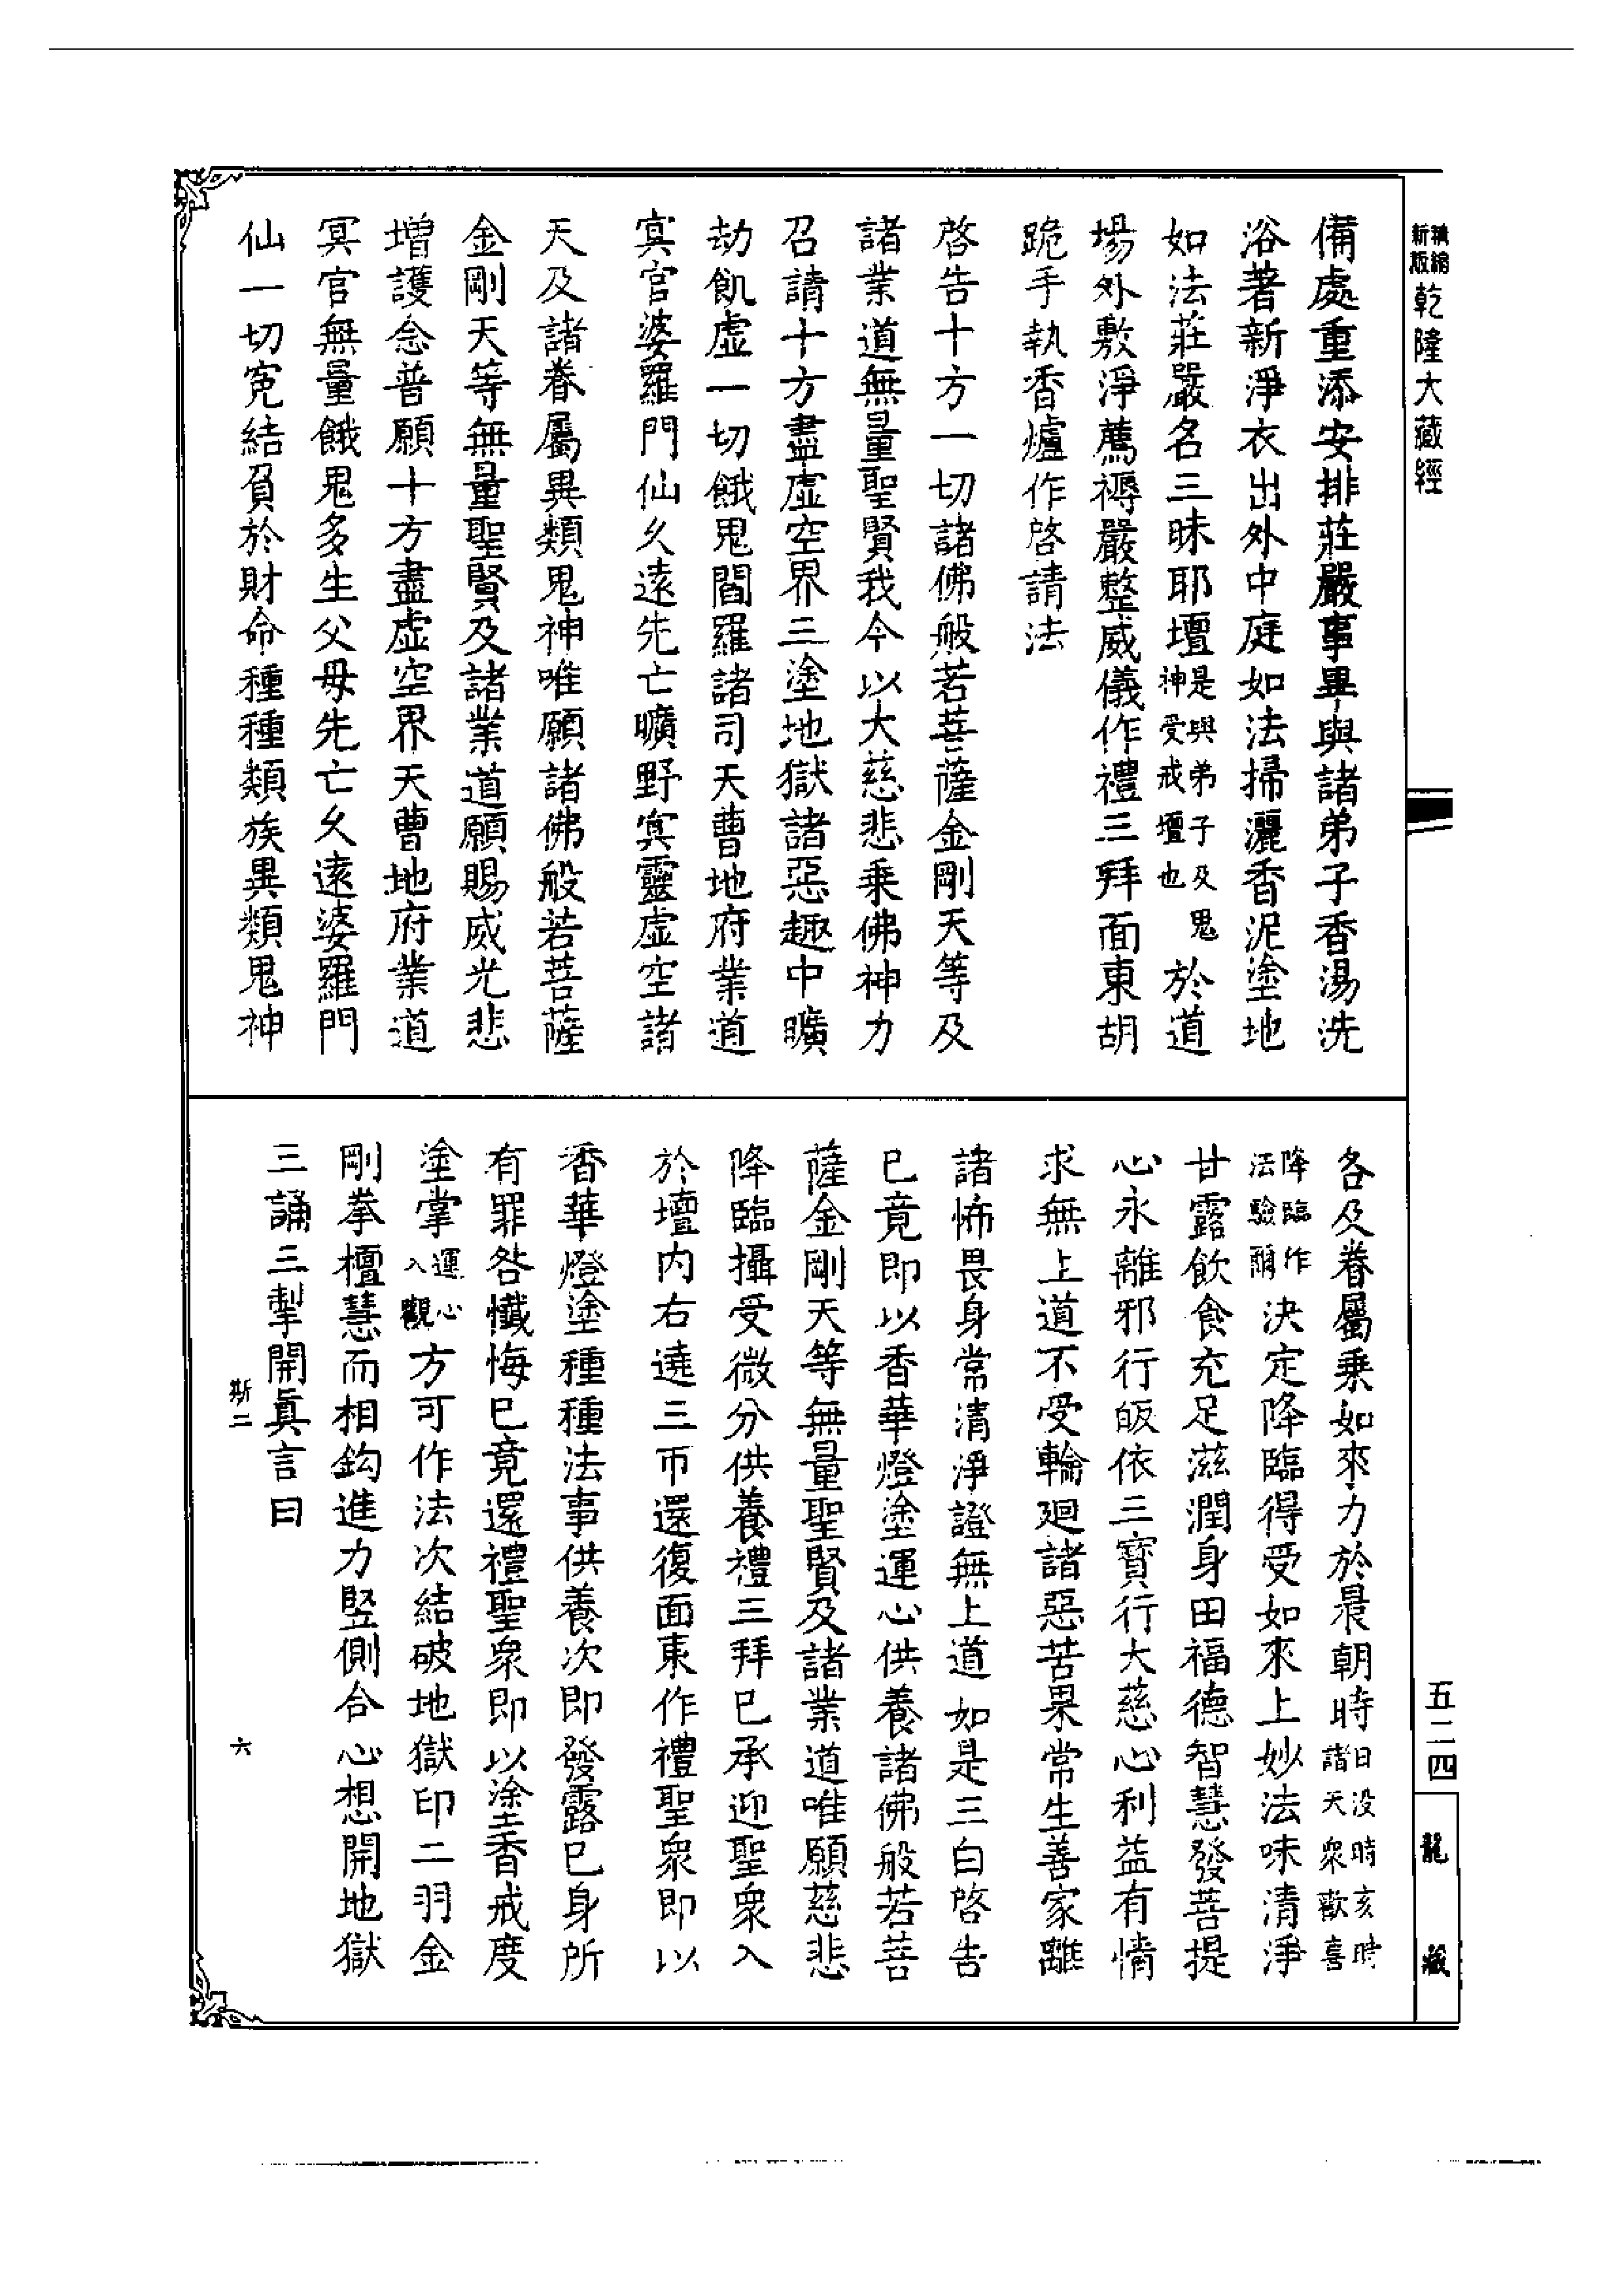 精縮
新版
乾隆大藏經
備處重添安排莊嚴事畢與諸弟子香湯洗
浴著新淨衣出外中庭如法掃灑香泥塗地
如法莊嚴名三昧耶壇是與弟子及鬼神受戒壇也於道
場外敷淨薦褥嚴整威儀作禮三拜面東胡
跪手執香爐作啓請法
啓告十方一切諸佛般若菩薩金剛天等及
諸業道無量聖賢我今以大慈悲乗佛神力
召請十方盡虛空界三塗地獄諸惡趣中曠
劫飢虛一切餓鬼閻羅諸司天曹地府業道
冥官婆羅門仙久遠先亡曠野冥靈虛空諸
天及諸眷屬異類鬼神唯願諸佛般若菩薩
金剛天等無量聖賢及諸業道願賜威光悲
增護念普願十方盡虛空界天曹地府業道
冥官無量餓鬼多生父母先亡久遠婆羅門
仙一切寃結負於財命種種類族異類鬼神
各及眷屬乗如來力於晨朝時日没時亥時諸天衆歡喜
降臨作法驗爾決定降臨得受如來上妙法味清淨
甘露飲食充足滋潤身田福德智慧發菩提
心永離邪行皈依三寶行大慈心利益有情
求無上道不受輪迴諸惡苦果常生善家離
諸怖畏身常清淨證無上道如是三白啓告
已竟即以香華燈塗運心供養諸佛般若菩
薩金剛天等無量聖賢及諸業道唯願慈悲
降臨攝受微分供養禮三拜已承迎聖衆入
於壇内右遶三帀還復面東作禮聖衆即以
香華燈塗種種法事供養次即發露已身所
有罪咎懺悔已竟還禮聖衆即以塗香戒度
塗掌運心入觀方可作法次結破地獄印二羽金
剛拳檀慧而相鈎進力竪側合心想開地獄
三誦三掣開眞言曰
斯二
六
五二四
龍藏